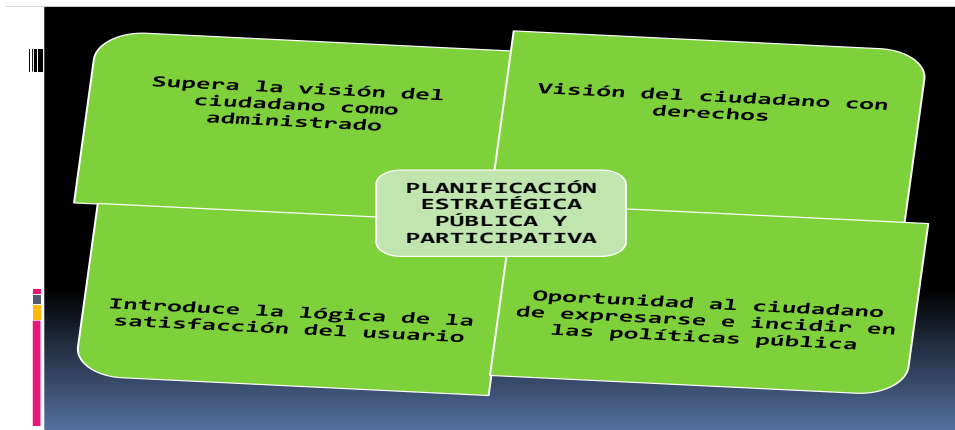 Supera la visión del
ciudadano como
administrado
Visión del ciudadano con
derechos
PLANIFICACIÓN
ESTRATÉGICA
PÚBLICA Y
PARTICIPATIVA
Introduce la lógica de la
satisfacción del usuario
Oportunidad al ciudadano
de expresarse e incidir en
las políticas pública